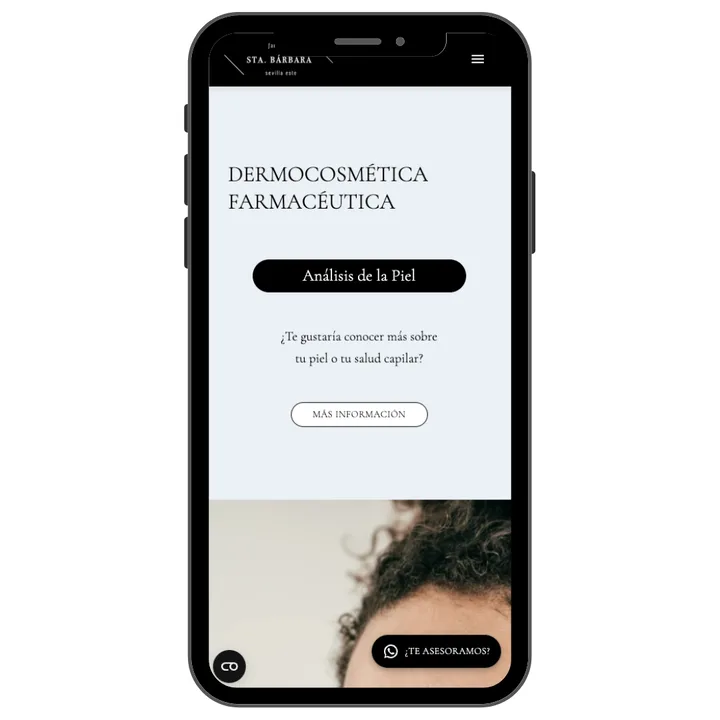 STA. BÁRBARA
sevilla este
DERMOCOSMÉTICA
FARMACÉUTICA
Análisis de la Piel
¿Te gustaría conocer más sobre
tu piel o tu salud capilar?
MÁS INFORMACIÓN
¿TE ASESORAMOS?